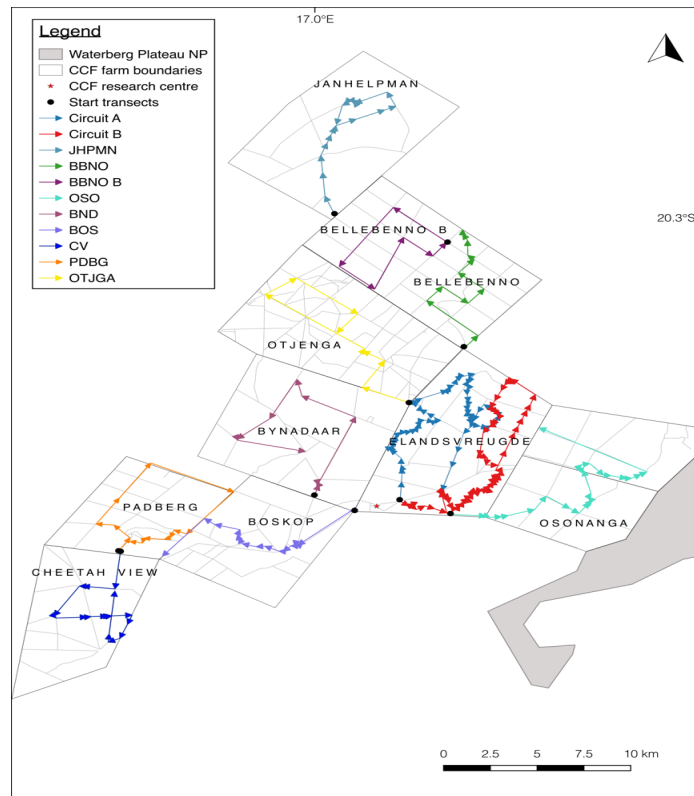 17.0°E
Legend
Waterberg Plateau NP
CCF farm boundaries
CCF research centre
Start transects
Circuit A
Circuit B
JHPMN
BBNO
BBNO B
OSO
BND
BOS
CV
PDBG
OTJGA
JANHELPMAN
20.3°S
BELLEBENNO B
BELLEBENNO
OTJENGA
BYNADAAR
ELANDSVREUGDE
PADBERG
BOSKOP
OSONANGA
CHEETAH VIEW
0 2.5 5 7.5 10 km